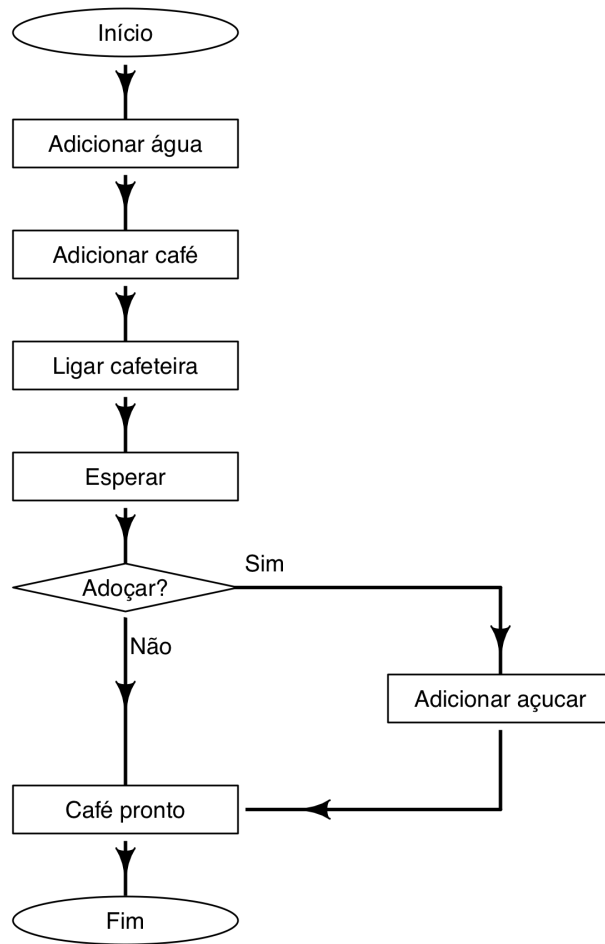 Início
Adicionar água
Adicionar café
Ligar cafeteira
Esperar
Adoçar?
Sim
Não
Adicionar açucar
Café pronto
Fim